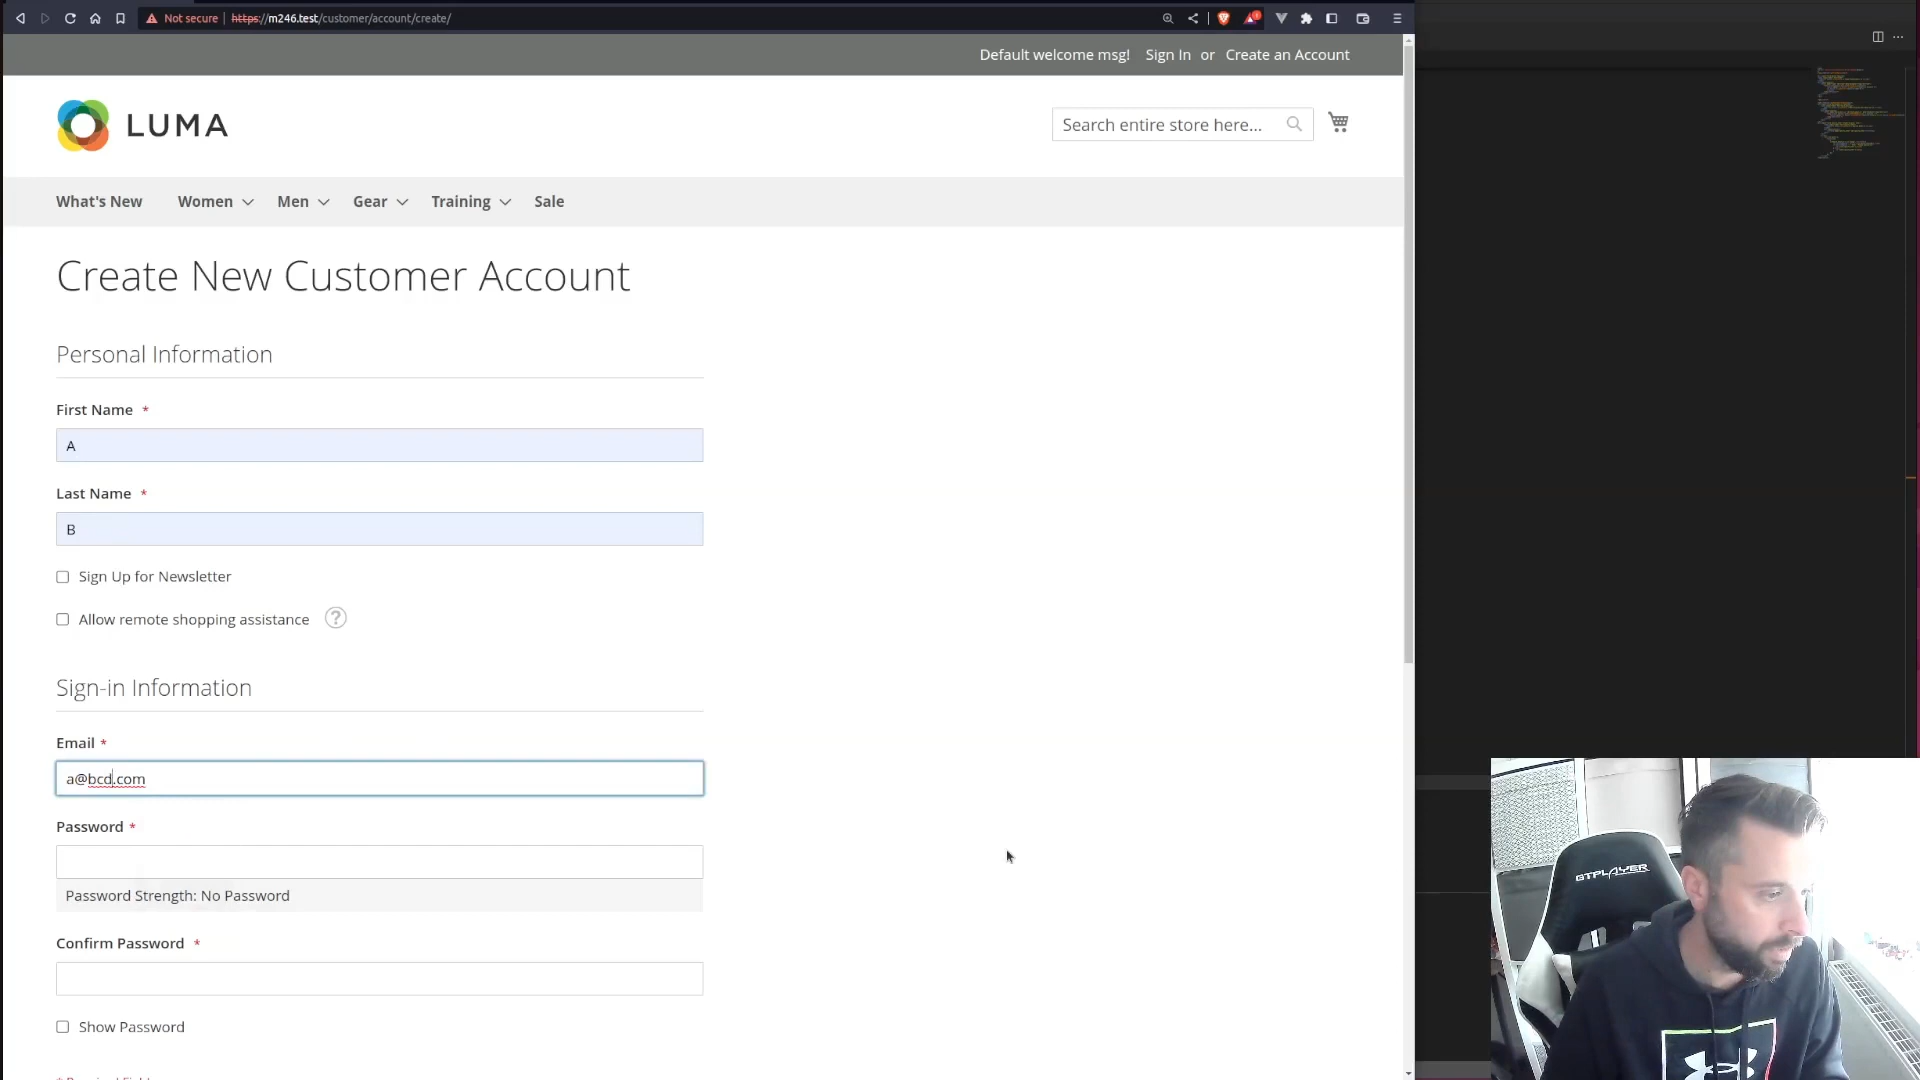 Not secure https://m246.test/customer/account/create/
Default welcome msg! Sign In or Create an Account
LUMA
Search entire store here...
What's New Women Men Gear Training Sale
Create New Customer Account
Personal Information
First Name *
A
Last Name *
B
Sign Up for Newsletter
Allow remote shopping assistance ?
Sign-in Information
Email *
a@bcd.com
Password *
Password Strength: No Password
Confirm Password *
Show Password
GTPLAYER